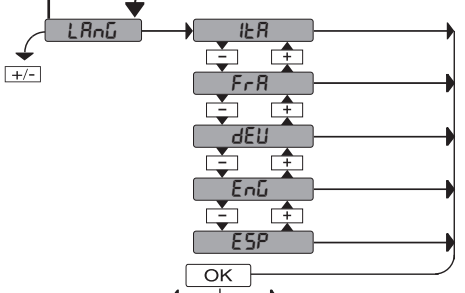 LAnG
ItA
+/-
- +
FrA
- +
dEU
- +
EnG
- +
ESP
OK